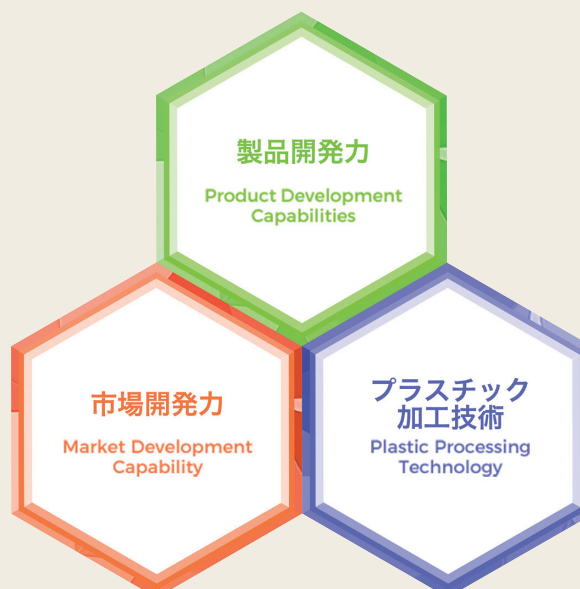 製品開発力
Product Development
Capabilities
市場開発力
Market Development
Capability
プラスチック
加工技術
Plastic Processing
Technology